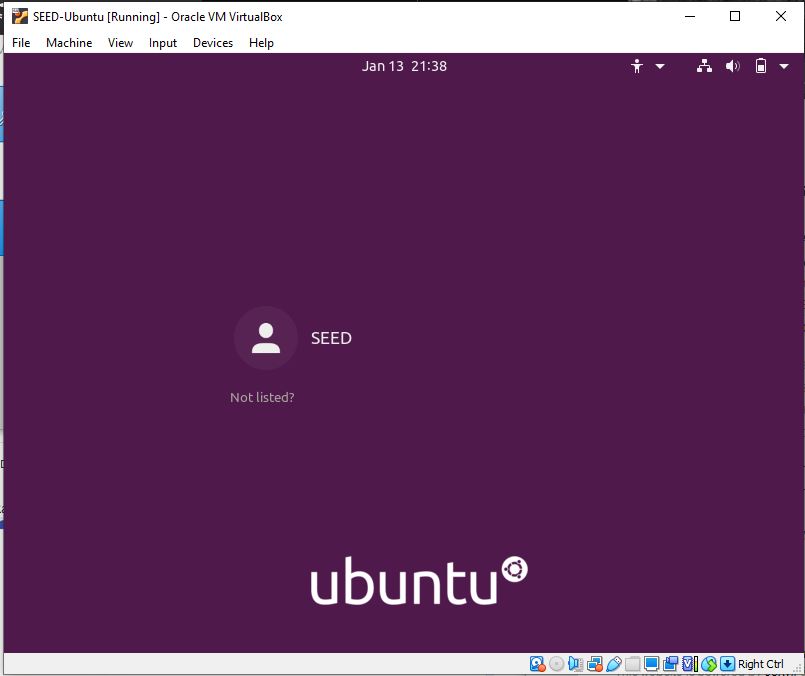 SEED-Ubuntu [Running] - Oracle VM VirtualBox
File Machine View Input Devices Help
Jan 13 21:38
SEED
Not listed?
ubuntu
Right Ctrl